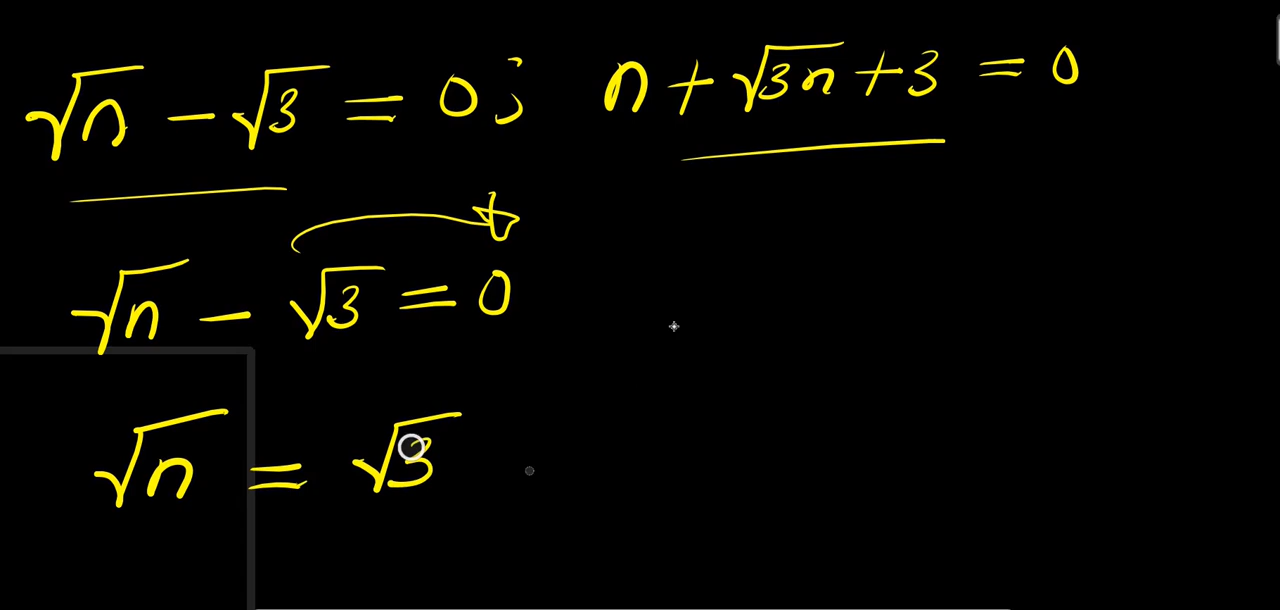 √n − √3 = 0; n + √3n + 3 = 0
√n − √3 = 0
√n = √3